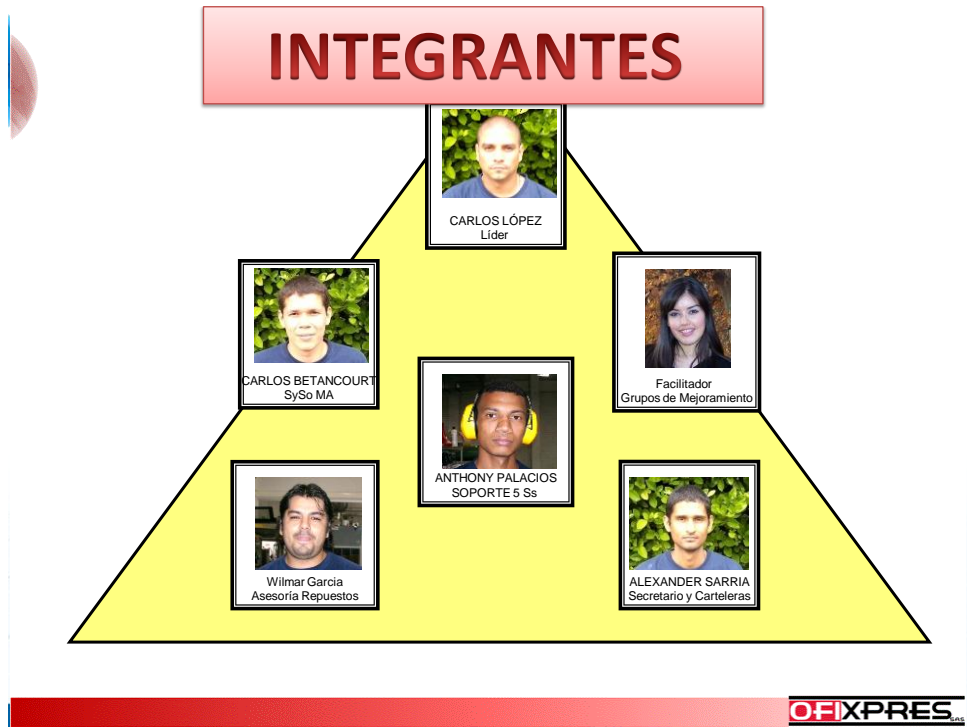 INTEGRANTES
CARLOS LÓPEZ
Líder
CARLOS BETANCOURT
SySo MA
Facilitador
Grupos de Mejoramiento
ANTHONY PALACIOS
SOPORTE 5 Ss
Wilmar Garcia
Asesoría Repuestos
ALEXANDER SARRIA
Secretario y Carteleras
OFIXPRES SAS